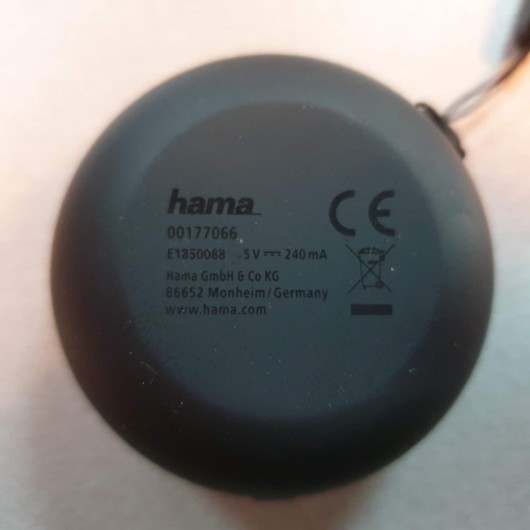 hama
00177066
E1350088 5V ⎓ 240mA
Hama GmbH & Co KG
86652 Monheim/Germany
www.hama.com
CE